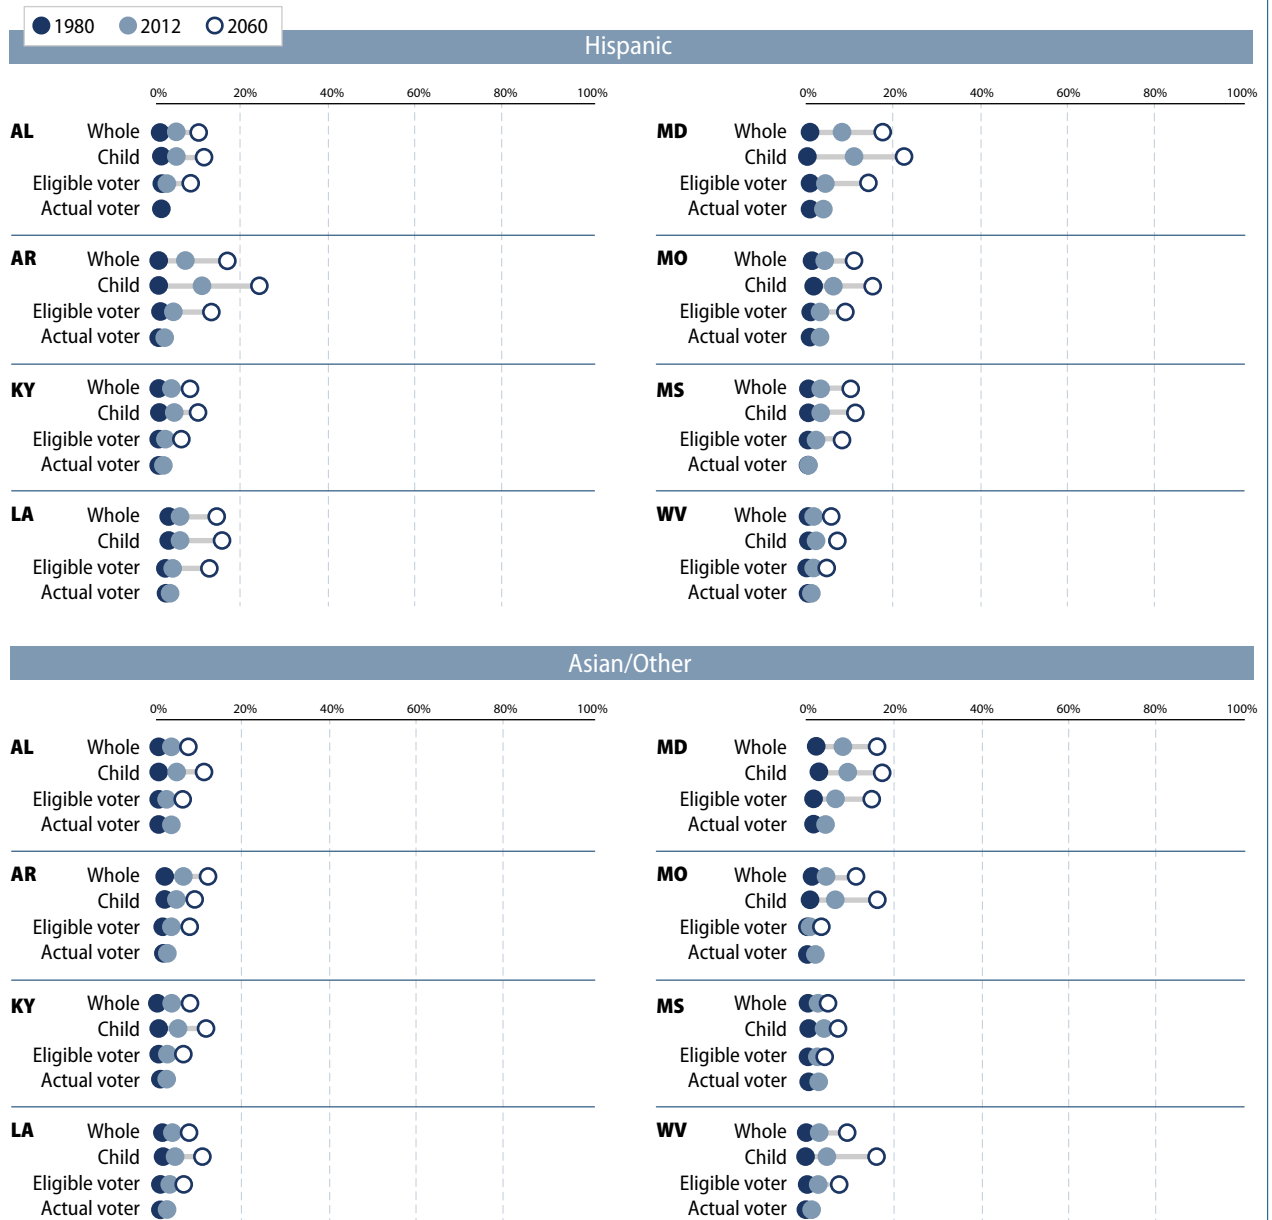 1980 2012 2060
Hispanic
0% 20% 40% 60% 80% 100%
AL Whole
Child
Eligible voter
Actual voter
AR Whole
Child
Eligible voter
Actual voter
KY Whole
Child
Eligible voter
Actual voter
LA Whole
Child
Eligible voter
Actual voter
0% 20% 40% 60% 80% 100%
MD Whole
Child
Eligible voter
Actual voter
MO Whole
Child
Eligible voter
Actual voter
MS Whole
Child
Eligible voter
Actual voter
WV Whole
Child
Eligible voter
Actual voter
Asian/Other
0% 20% 40% 60% 80% 100%
AL Whole
Child
Eligible voter
Actual voter
AR Whole
Child
Eligible voter
Actual voter
KY Whole
Child
Eligible voter
Actual voter
LA Whole
Child
Eligible voter
Actual voter
0% 20% 40% 60% 80% 100%
MD Whole
Child
Eligible voter
Actual voter
MO Whole
Child
Eligible voter
Actual voter
MS Whole
Child
Eligible voter
Actual voter
WV Whole
Child
Eligible voter
Actual voter